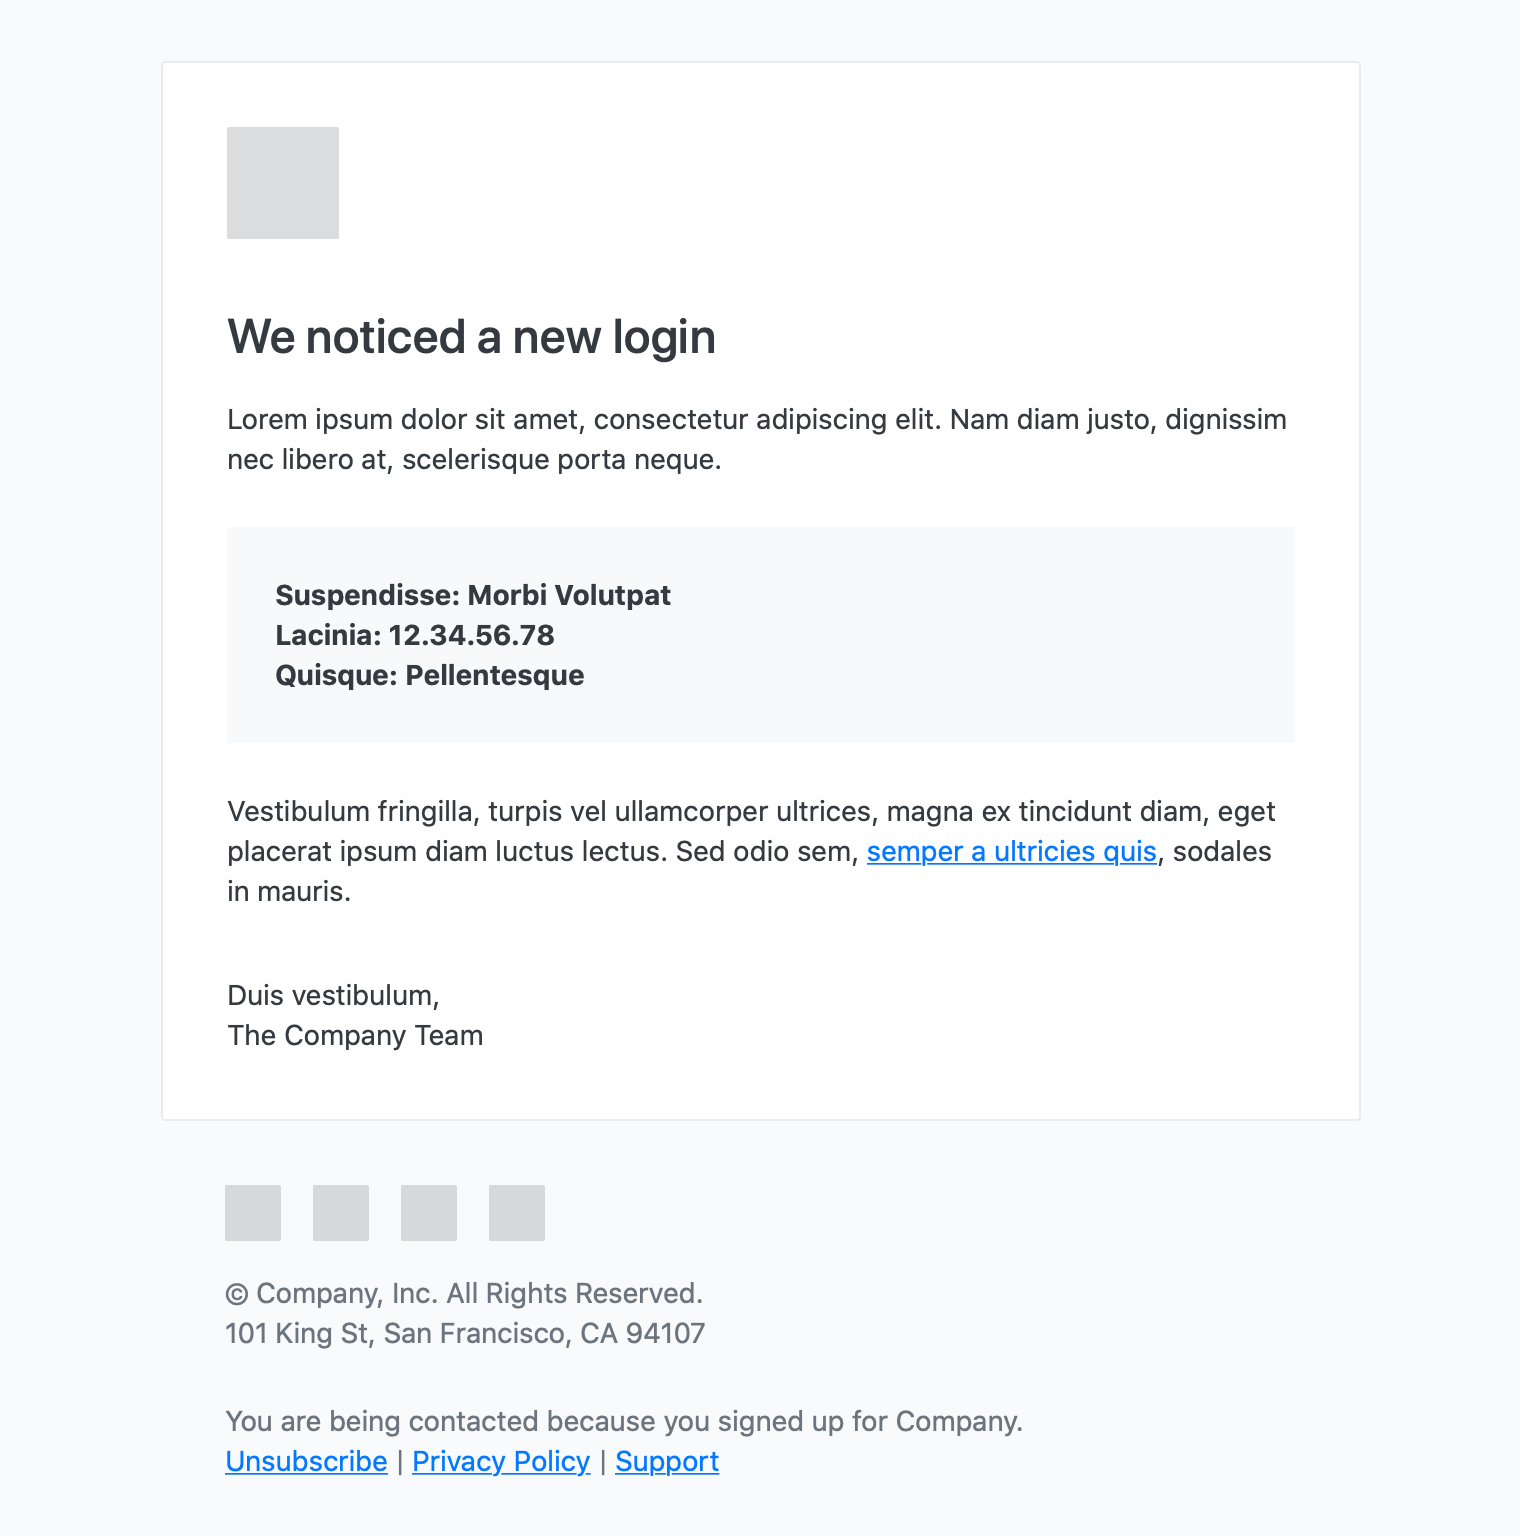 We noticed a new login
Lorem ipsum dolor sit amet, consectetur adipiscing elit. Nam diam justo, dignissim
nec libero at, scelerisque porta neque.
Suspendisse: Morbi Volutpat
Lacinia: 12.34.56.78
Quisque: Pellentesque
Vestibulum fringilla, turpis vel ullamcorper ultrices, magna ex tincidunt diam, eget
placerat ipsum diam luctus lectus. Sed odio sem, semper a ultricies quis, sodales
in mauris.
Duis vestibulum,
The Company Team
© Company, Inc. All Rights Reserved.
101 King St, San Francisco, CA 94107
You are being contacted because you signed up for Company.
Unsubscribe | Privacy Policy | Support